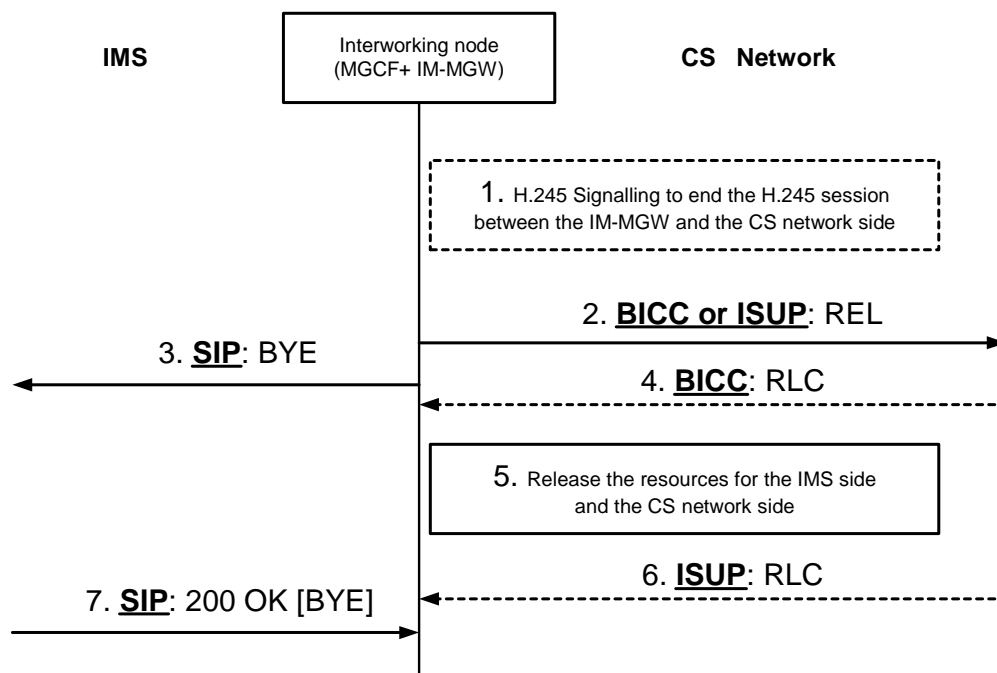 IMS
Interworking node
(MGCF+ IM-MGW)
CS Network
1. H.245 Signalling to end the H.245 session
between the IM-MGW and the CS network side
2. BICC or ISUP: REL
3. SIP: BYE
4. BICC: RLC
5. Release the resources for the IMS side
and the CS network side
6. ISUP: RLC
7. SIP: 200 OK [BYE]